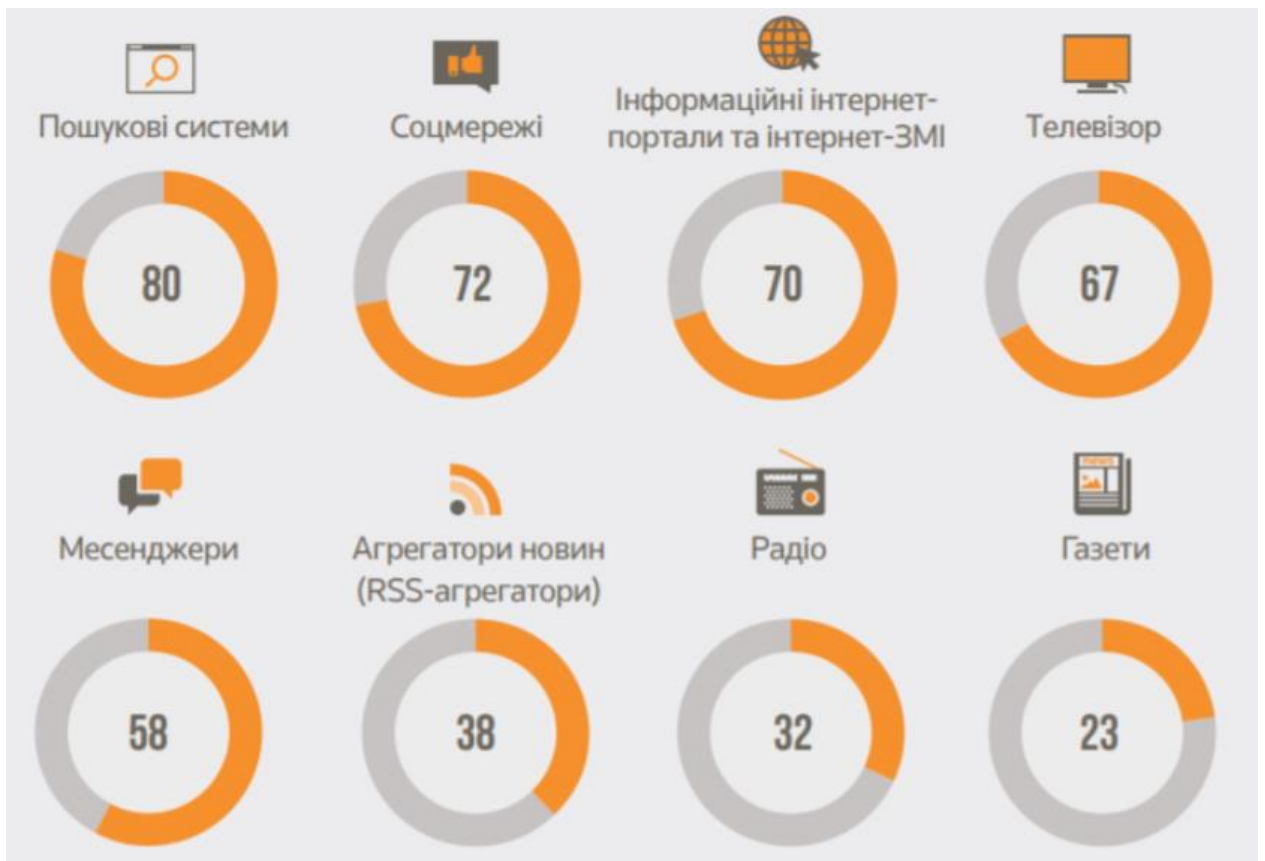 Пошукові системи
Соцмережі
Інформаційні інтернет-
портали та інтернет-ЗМІ
Телевізор
80
72
70
67
Месенджери
Агрегатори новин
(RSS-агрегатори)
Радіо
news
Газети
58
38
32
23